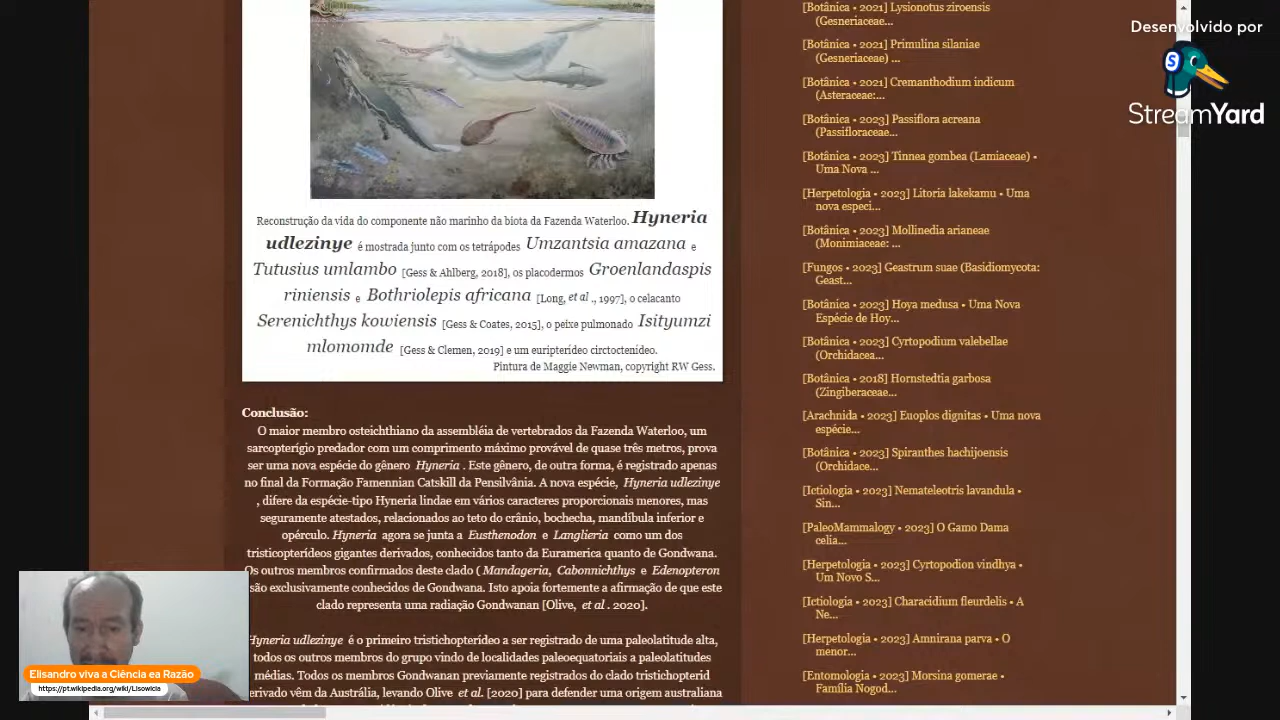 Reconstrução da vida do componente não marinho da biota da Fazenda Waterloo. Hyneria
udlezinye é mostrada junto com os tetrápodes Umzantsia amazana e
Tutusius umlambo [Gess & Ahlberg, 2018], os placodermos Groenlandaspis
riniensis e Bothriolepis africana [Long, et al ., 1997], o celacanto
Serenichthys kowiensis [Gess & Coates, 2015], o peixe pulmonado Isityumzi
mlomomde [Gess & Clemen, 2019] e um euripterídeo circtoctenídeo.
Pintura de Maggie Newman, copyright RW Gess.
Conclusão:
O maior membro osteichthiano da assembléia de vertebrados da Fazenda Waterloo, um
sarcopterígio predador com um comprimento máximo provável de quase três metros, prova
ser uma nova espécie do gênero Hyneria . Este gênero, de outra forma, é registrado apenas
no final da Formação Famennian Catskill da Pensilvânia. A nova espécie, Hyneria udlezinye
, difere da espécie-tipo Hyneria lindae em vários caracteres proporcionais menores, mas
seguramente atestados, relacionados ao teto do crânio, bochecha, mandíbula inferior e
opérculo. Hyneria agora se junta a Eusthenodon e Langlieria como um dos
tristicopterídeos gigantes derivados, conhecidos tanto da Euramerica quanto de Gondwana.
Os outros membros confirmados deste clado ( Mandageria, Cabonnichthys e Edenopteron
são exclusivamente conhecidos de Gondwana. Isto apoia fortemente a afirmação de que este
clado representa uma radiação Gondwanan [Olive, et al . 2020].
Hyneria udlezinye é o primeiro tristichopterídeo a ser registrado de uma paleolatitude alta,
todos os outros membros do grupo vindo de localidades paleoequatoriais a paleolatitudes
médias. Todos os membros Gondwanan previamente registrados do clado tristichopterid
derivado vêm da Austrália, levando Olive et al. [2020] para defender uma origem australiana
[Botânica • 2021] Lysionotus ziroensis
(Gesneriaceae...
[Botânica • 2021] Primulina silaniae
(Gesneriaceae) ...
[Botânica • 2021] Cremanthodium indicum
(Asteraceae:...
[Botânica • 2023] Passiflora acreana
(Passifloraceae...
[Botânica • 2023] Tinnea gombea (Lamiaceae) •
Uma Nova ...
[Herpetologia • 2023] Litoria lakekamu • Uma
nova especi...
[Botânica • 2023] Mollinedia arianeae
(Monimiaceae: ...
[Fungos • 2023] Geastrum suae (Basidiomycota:
Geast...
[Botânica • 2023] Hoya medusa • Uma Nova
Espécie de Hoy...
[Botânica • 2023] Cyrtopodium valebellae
(Orchidacea...
[Botânica • 2018] Hornstedtia garbosa
(Zingiberaceae...
[Arachnida • 2023] Euoplos dignitas • Uma nova
espécie...
[Botânica • 2023] Spiranthes hachijoensis
(Orchidace...
[Ictiologia • 2023] Nemateleotris lavandula •
Sin...
[PaleoMammalogy • 2023] O Gamo Dama
celia...
[Herpetologia • 2023] Cyrtopodion vindhya •
Um Novo S...
[Ictiologia • 2023] Characidium fleurdelis • A
Ne...
[Herpetologia • 2023] Amnirana parva • O
menor...
[Entomologia • 2023] Morsina gomerae •
Família Nogod...
Desenvolvido por
StreamYard
Elisandro viva a Ciência ea Razão
https://pt.wikipedia.org/wiki/Lisowicia